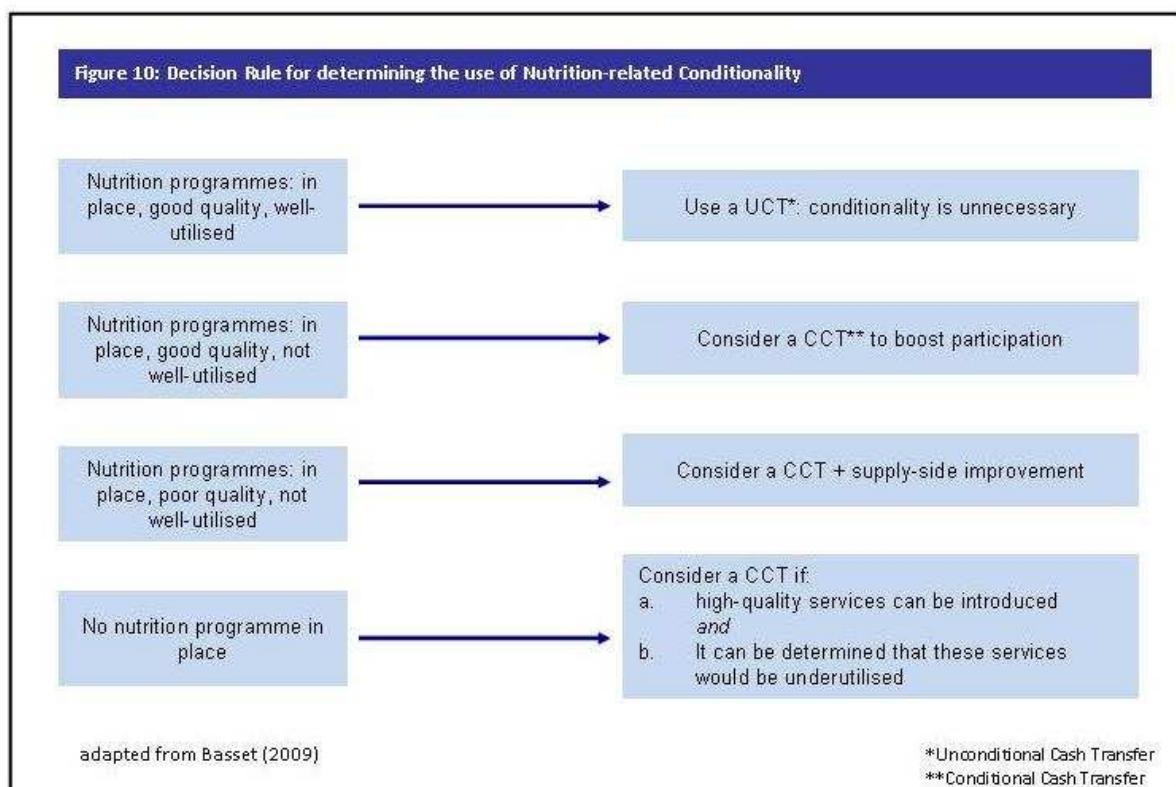 Figure 10: Decision Rule for determining the use of Nutrition-related Conditionality
Nutrition programmes: in
place, good quality, well-
utilised
Use a UCT*: conditionality is unnecessary
Nutrition programmes: in
place, good quality, not
well-utilised
Consider a CCT** to boost participation
Nutrition programmes: in
place, poor quality, not
well-utilised
Consider a CCT + supply-side improvement
No nutrition programme in
place
Consider a CCT if:
a. high-quality services can be introduced
and
b. It can be determined that these services
would be underutilised
adapted from Basset (2009)
*Unconditional Cash Transfer
**Conditional Cash Transfer